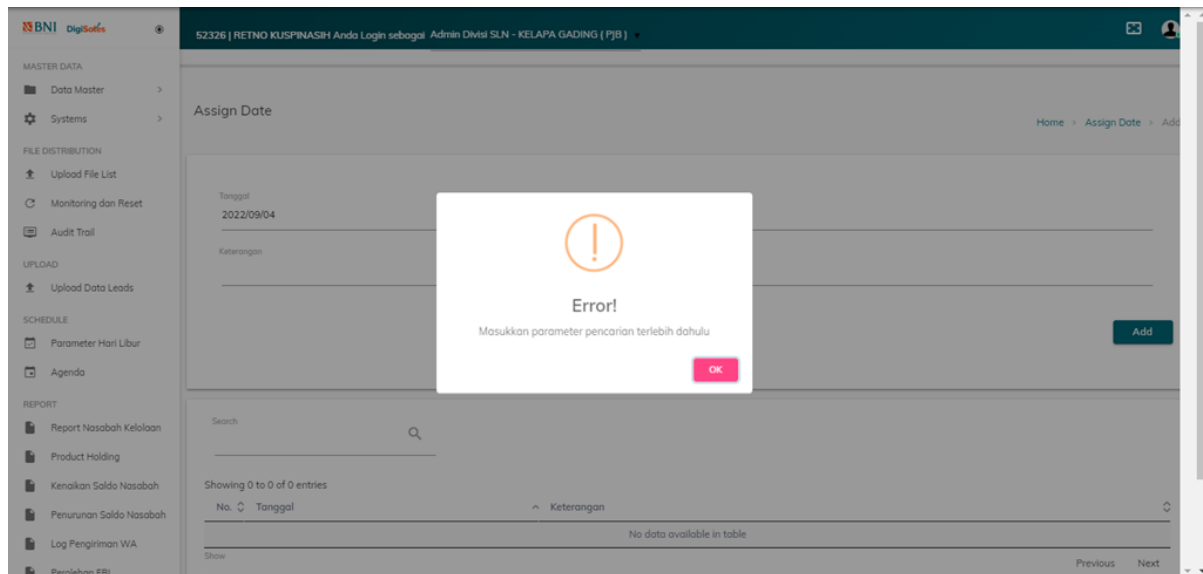 BNI DigiSales
52326 | RETNO KUSPINASIH Anda Login sebagai Admin Divisi SLN - KELAPA GADING ( PJB )
MASTER DATA
Data Master
Systems
FILE DISTRIBUTION
Upload File List
Monitoring dan Reset
Audit Trail
UPLOAD
Upload Data Leads
SCHEDULE
Parameter Hari Libur
Agenda
REPORT
Report Nasabah Kelolaan
Product Holding
Kenaikan Saldo Nasabah
Penurunan Saldo Nasabah
Log Pengiriman WA
Perolehan FBI
Assign Date
Home > Assign Date > Add
Tanggal
2022/09/04
Keterangan
Error!
Masukkan parameter pencarian terlebih dahulu
OK
Add
Search
Showing 0 to 0 of 0 entries
No. Tanggal Keterangan
No data available in table
Show
Previous Next